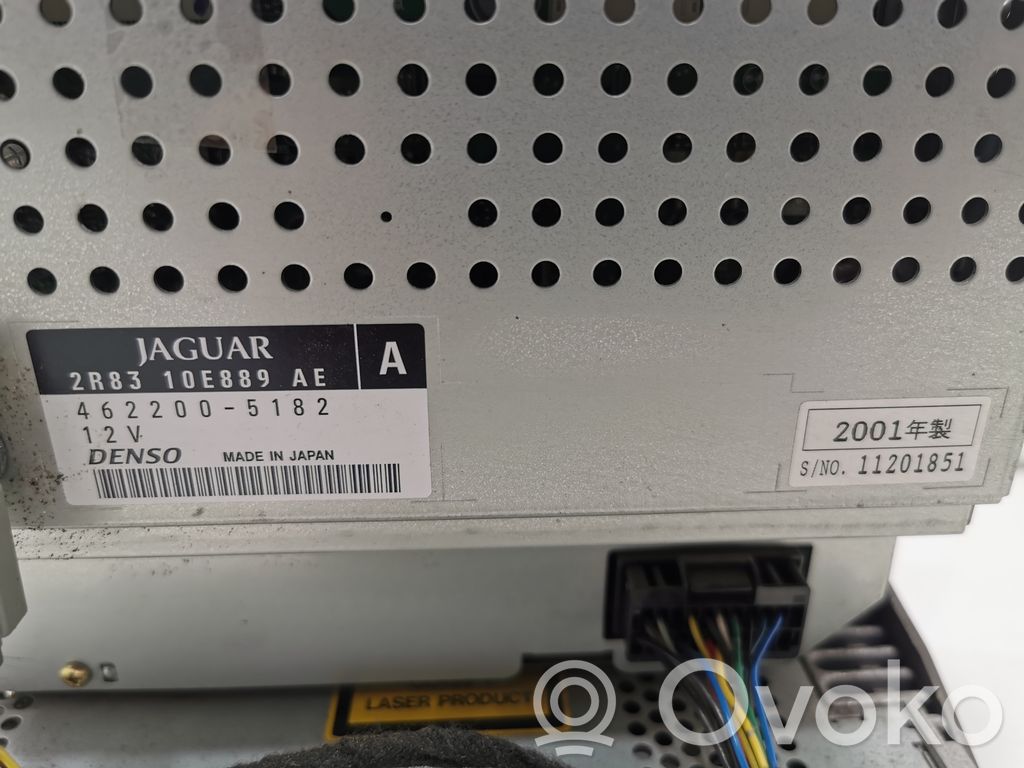 JAGUAR
A
2R83 10E889 AE
462200-5182
12V
DENSO MADE IN JAPAN
2001年製
S/NO. 11201851
LASER PRODUCT
Ovoko